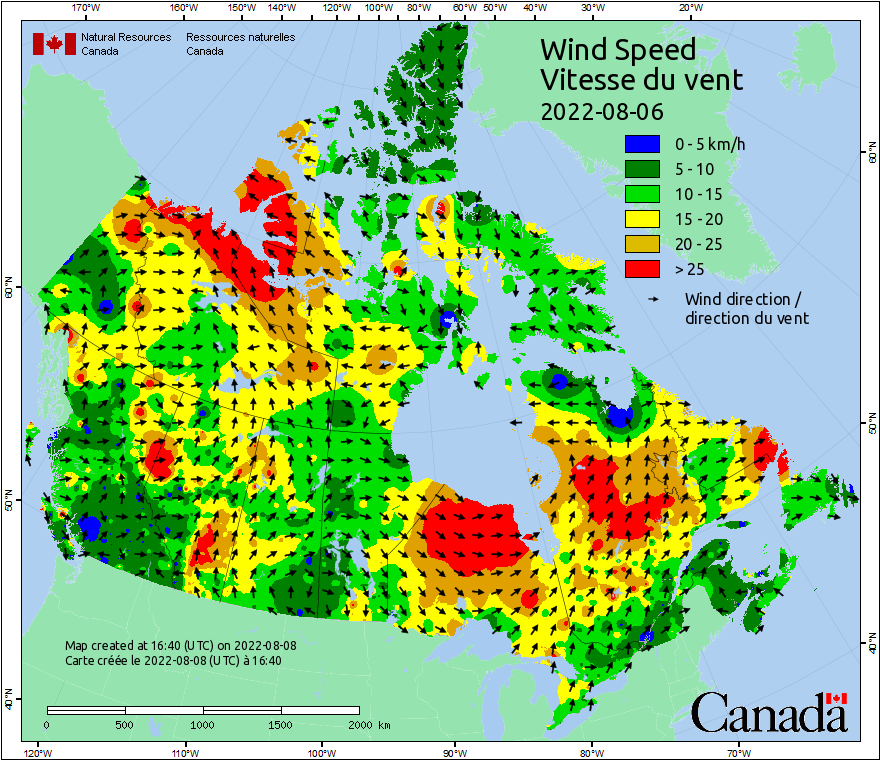 170°W 160°W 150°W 140°W 130°W 120°W 110°W 100°W 90°W 80°W 70°W 60°W 50°W 40°W 30°W 20°W
Natural Resources Canada
Ressources naturelles Canada
Wind Speed
Vitesse du vent
2022-08-06
0 - 5 km/h
5 - 10
10 - 15
15 - 20
20 - 25
> 25
Wind direction /
direction du vent
60°N
50°N
40°N
60°N
50°N
40°N
Map created at 16:40 (UTC) on 2022-08-08
Carte créée le 2022-08-08 (UTC) à 16:40
0 500 1000 1500 2000 km
Canada
120°W 110°W 100°W 90°W 80°W 70°W